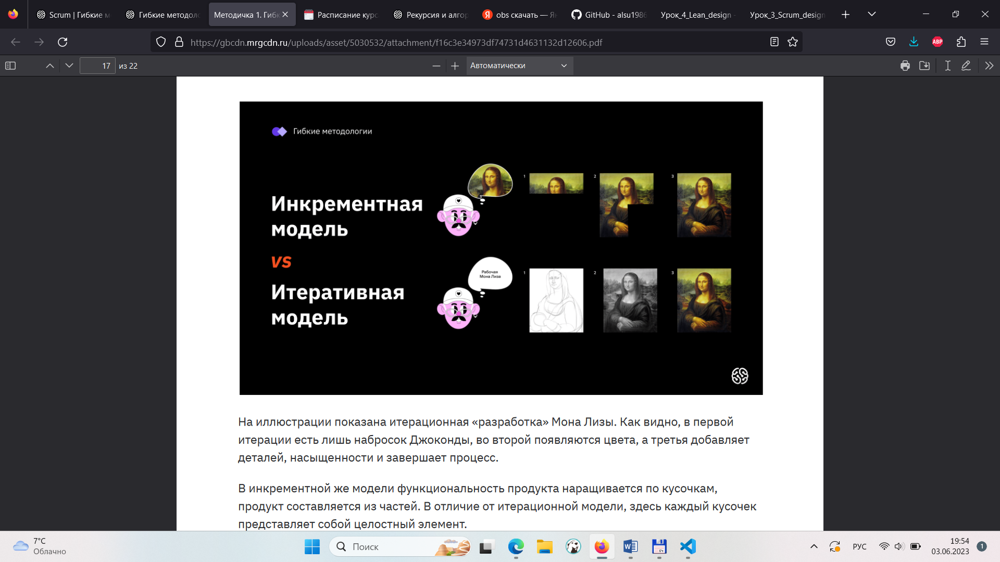 Scrum | Гибкие м
Гибкие методоло
Методичка 1. Гибк
Расписание курс
Рекурсия и алгор
obs скачать — Ян
GitHub - alsu1986
Урок_4_Lean_design -
Урок_3_Scrum_design
https://gbcdn.mrgcdn.ru/uploads/asset/5030532/attachment/f16c3e34973df74731d4631132d12606.pdf
ABP
17 из 22
Автоматически
Гибкие методологии
Инкрементная
модель
1
2
3
vs
Итеративная
модель
Рабочая
Мона Лиза
1
2
3
На иллюстрации показана итерационная «разработка» Мона Лизы. Как видно, в первой
итерации есть лишь набросок Джоконды, во второй появляются цвета, а третья добавляет
деталей, насыщенности и завершает процесс.
В инкрементной же модели функциональность продукта наращивается по кусочкам,
продукт составляется из частей. В отличие от итерационной модели, здесь каждый кусочек
представляет собой целостный элемент.
7°C
Облачно
Поиск
64
РУС
19:54
03.06.2023
1